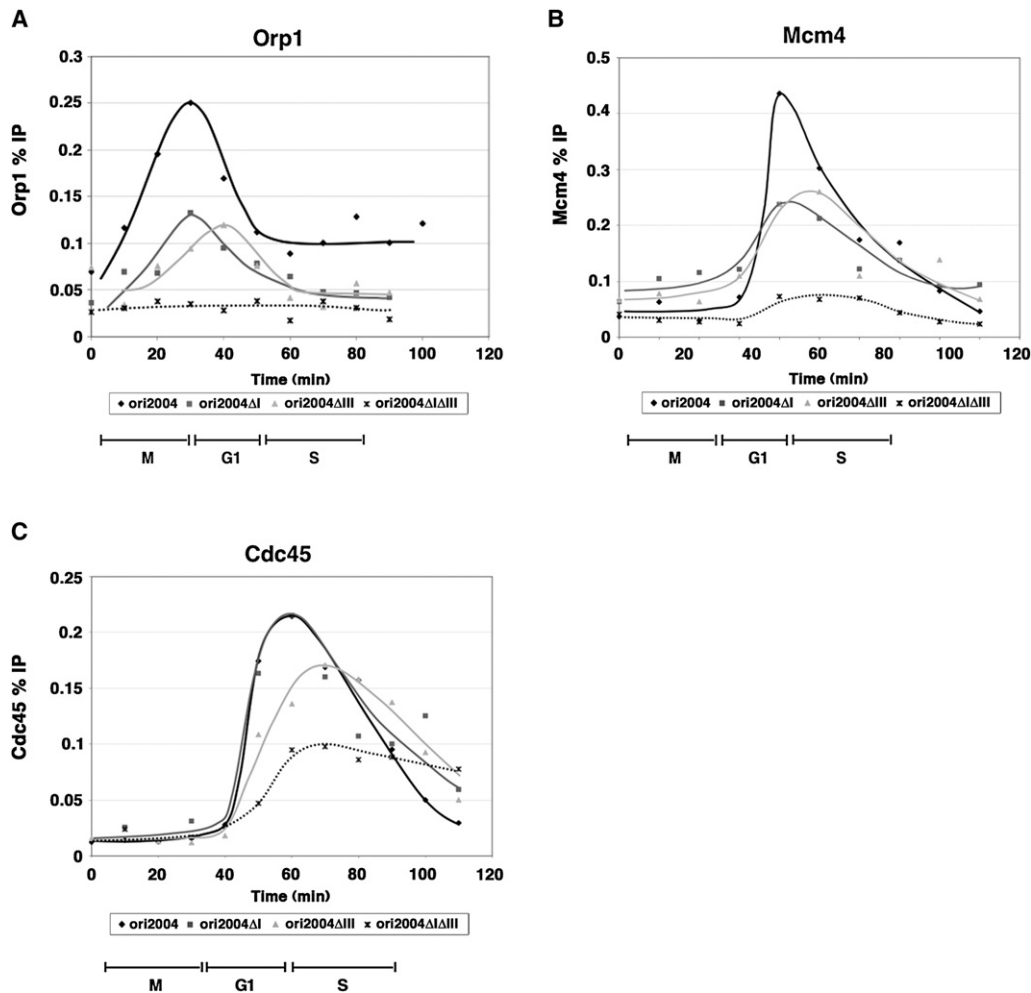 A
Orp1
0.3
0.25
0.2
0.15
0.1
0.05
0
Orp1 % IP
0 20 40 60 80 100 120
Time (min)
ori2004 ori2004ΔI ori2004ΔIII ori2004ΔIΔIII
M G1 S
B
Mcm4
0.5
0.4
0.3
0.2
0.1
0
Mcm4 % IP
0 20 40 60 80 100 120
Time (min)
ori2004 ori2004ΔI ori2004ΔIII ori2004ΔIΔIII
M G1 S
C
Cdc45
0.25
0.2
0.15
0.1
0.05
0
Cdc45 % IP
0 20 40 60 80 100 120
Time (min)
ori2004 ori2004ΔI ori2004ΔIII ori2004ΔIΔIII
M G1 S